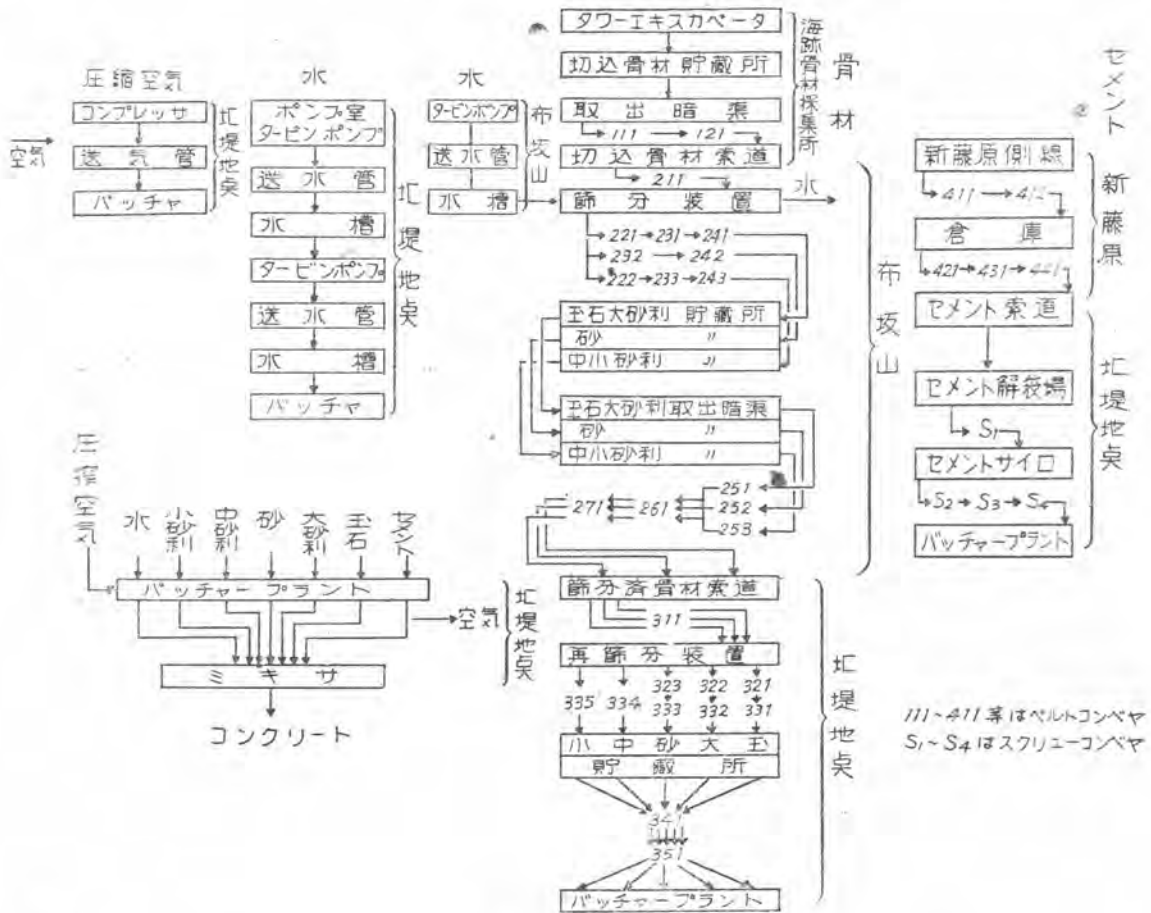 圧縮空気
コンプレッサ
空気
送気管
バッチャ
堤地点
水
ポンプ室
タービンポンプ
送水管
水槽
タービンポンプ
送水管
水槽
バッチャ
堤地点
水
タービンポンプ
送水管
水槽
布坂山
タワーエキスカベータ
切込骨材貯蔵所
取出暗渠
111 121
切込骨材索道
211
海跡骨材採集所
骨材
篩分装置
水
221 231 241
232 242
222 233 243
玉石大砂利貯蔵所
砂 〃
中小砂利 〃
玉石大砂利取出暗渠
砂 〃
中小砂利 〃
251
271 261 252
253
布坂山
篩分済骨材索道
311
再篩分装置
323 322 321
335 334 333 332 331
小中砂大玉
貯蔵所
341
351
バッチャープラント
堤地点
セメント
新藤原側線
411 412
倉庫
421 431 441
新藤原
セメント索道
セメント解袋場
S1
セメントサイロ
S2 S3 S4
バッチャープラント
堤地点
圧搾空気
水 小砂利 中砂利 砂 大砂利 玉石 セメント
バッチャープラント
空気
ミキサ
コンクリート
堤地点
111~411等はベルトコンベヤ
S1~S4はスクリューコンベヤ